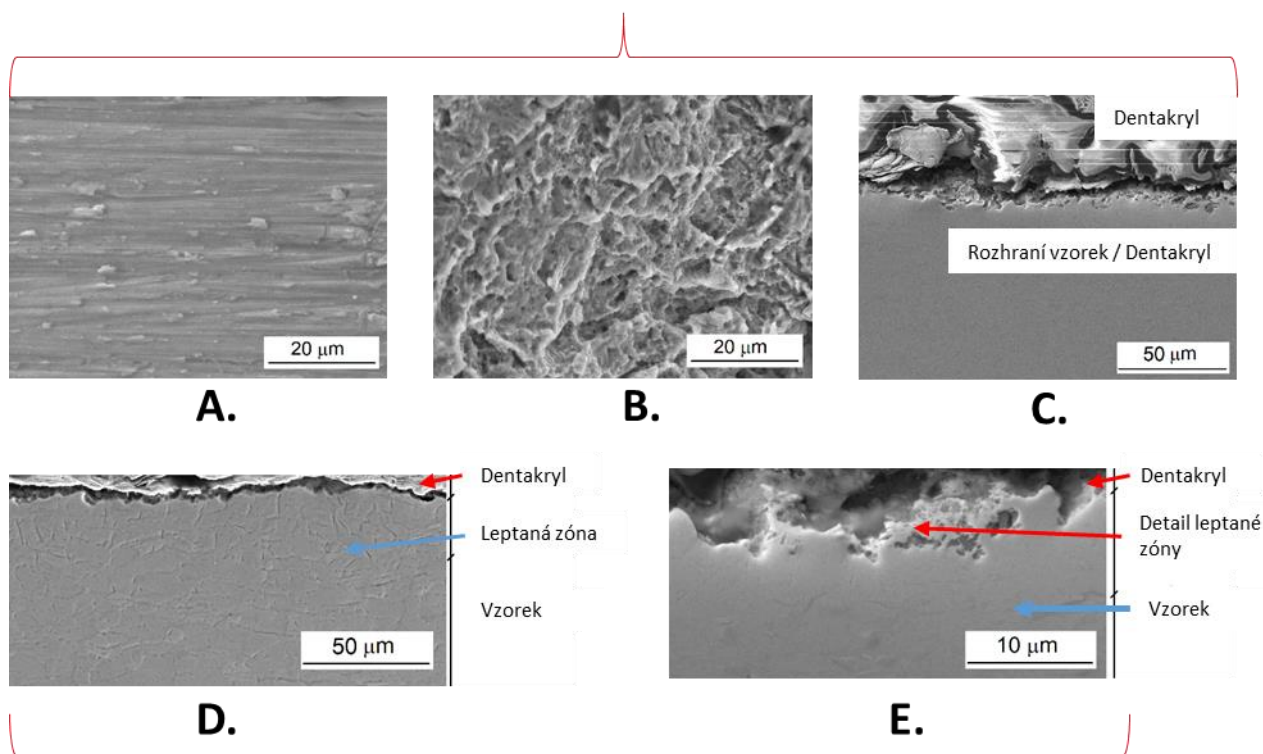 Dentakryl
Rozhraní vzorek / Dentakryl
20 μm
20 μm
50 μm
A.
B.
C.
Dentakryl
Leptaná zóna
Vzorek
50 μm
Dentakryl
Detail leptané
zóny
Vzorek
10 μm
D.
E.